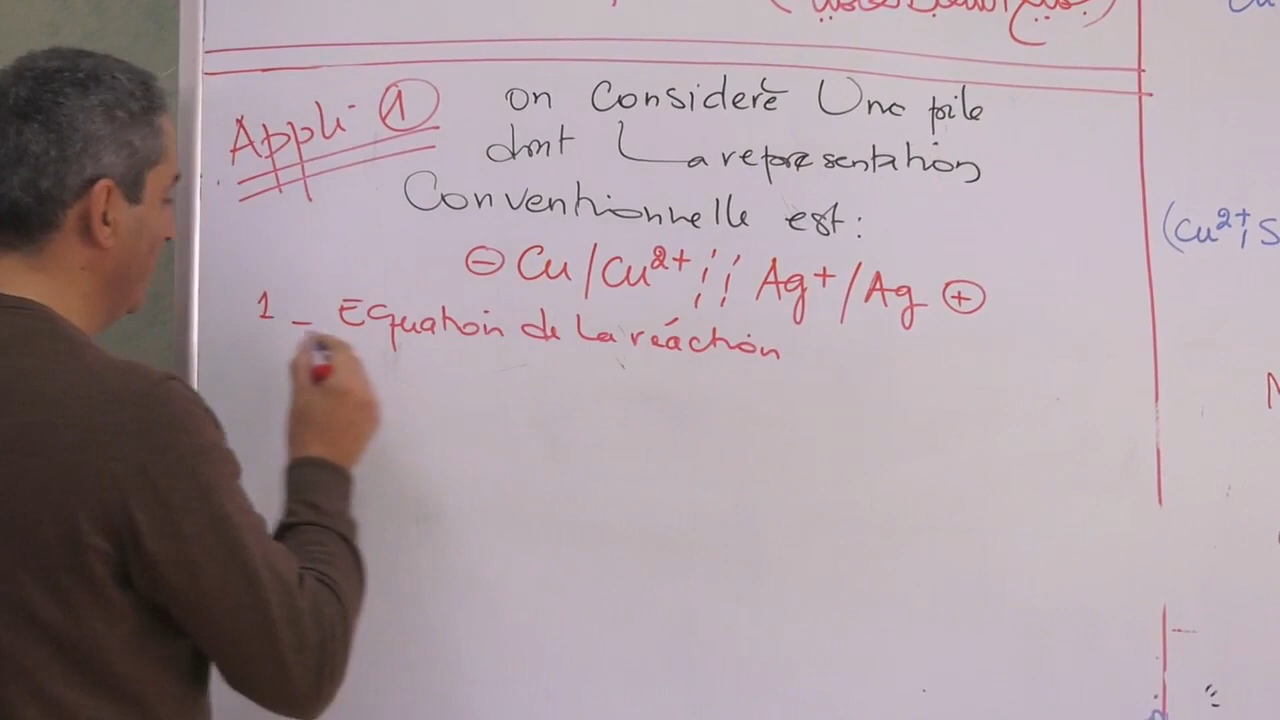 Appli ① on considère Une pile
dont La representation
Conventionnelle est:
⊖ Cu/Cu²⁺ ¦¦ Ag⁺/Ag ⊕
1 _ Equation de La réaction
(Cu²⁺; S